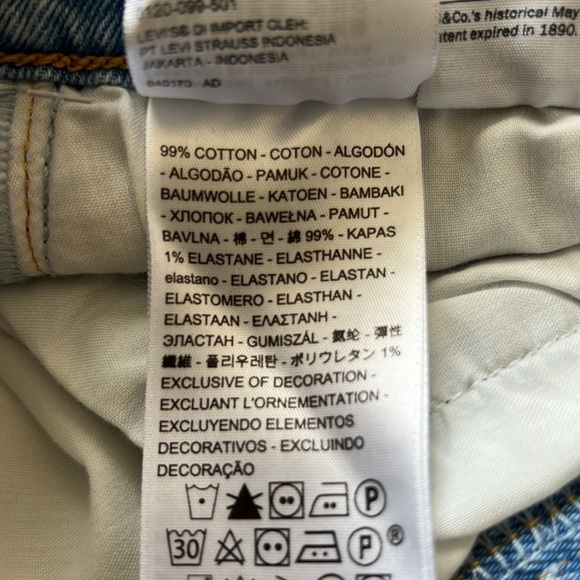 LEVI'S® DI IMPORT OLEH:
PT LEVI STRAUSS INDONESIA
JAKARTA - INDONESIA
AD
&Co.'s historical May
expired in 1890.
99% COTTON - COTON - ALGODÓN
- ALGODÃO - PAMUK - COTONE -
BAUMWOLLE - KATOEN - BAMBAKI
- ХЛОПОК - BAWEŁNA - PAMUT -
BAVLNA - 棉 - 면 - 綿 99% - KAPAS
1% ELASTANE - ELASTHANNE -
elastano - ELASTANO - ELASTAN -
ELASTOMERO - ELASTHAN -
ELASTAAN - ΕΛΑΣΤΑΝΗ -
ЭЛАСТАН - GUMISZÁL - 氨纶 - 彈性
纖維 - 폴리우레탄 - ポリウレタン 1%
EXCLUSIVE OF DECORATION -
EXCLUANT L'ORNEMENTATION -
EXCLUYENDO ELEMENTOS
DECORATIVOS - EXCLUINDO
DECORAÇÃO
P
30 P ®